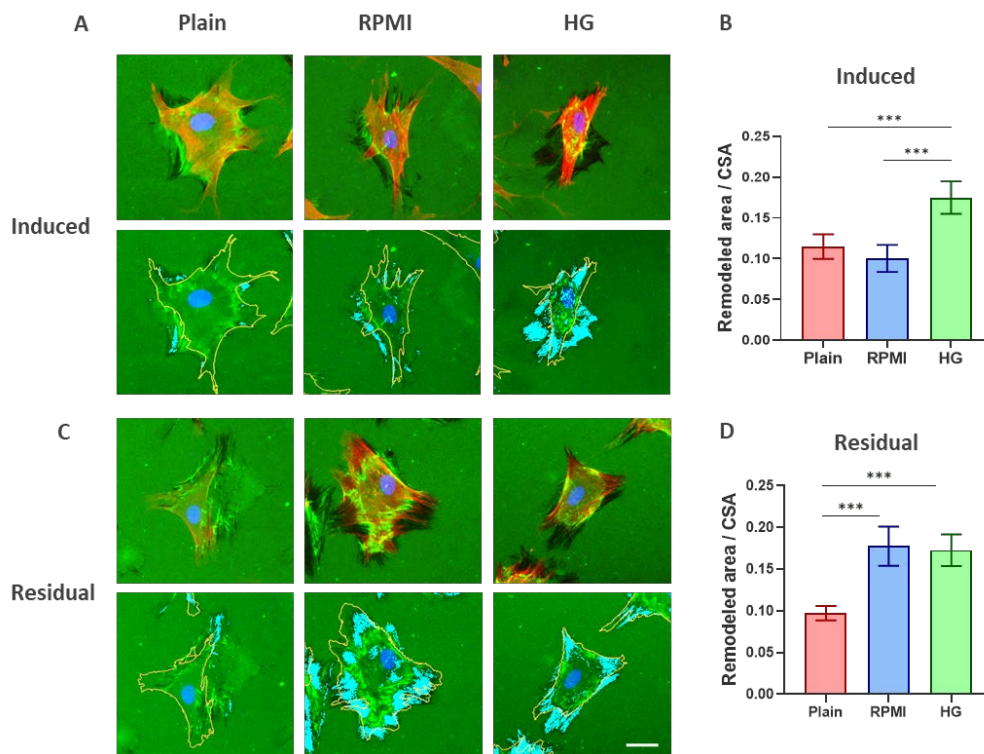 A
Plain
RPMI
HG
Induced
B
Induced
***
***
Remodeled area / CSA
0.25
0.20
0.15
0.10
0.05
0.00
Plain
RPMI
HG
C
Residual
D
Residual
***
***
Remodeled area / CSA
0.25
0.20
0.15
0.10
0.05
0.00
Plain
RPMI
HG